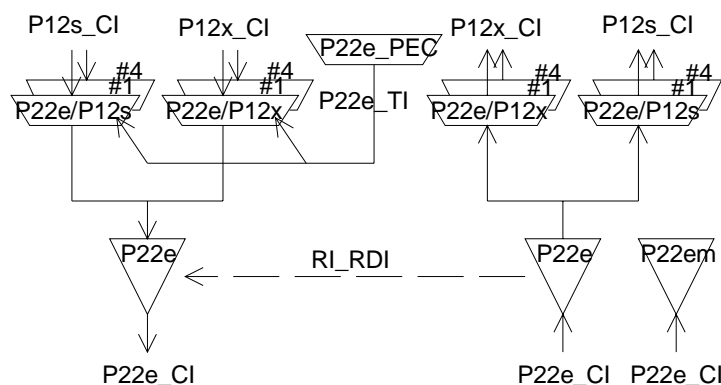 P12s_CI
P12x_CI
P22e_PEC
P12x_CI
P12s_CI
#4
#1
P22e/P12s
#4
#1
P22e/P12x
P22e_TI
#4
#1
P22e/P12x
#4
#1
P22e/P12s
P22e
RI_RDI
P22e
P22em
P22e_CI
P22e_CI
P22e_CI